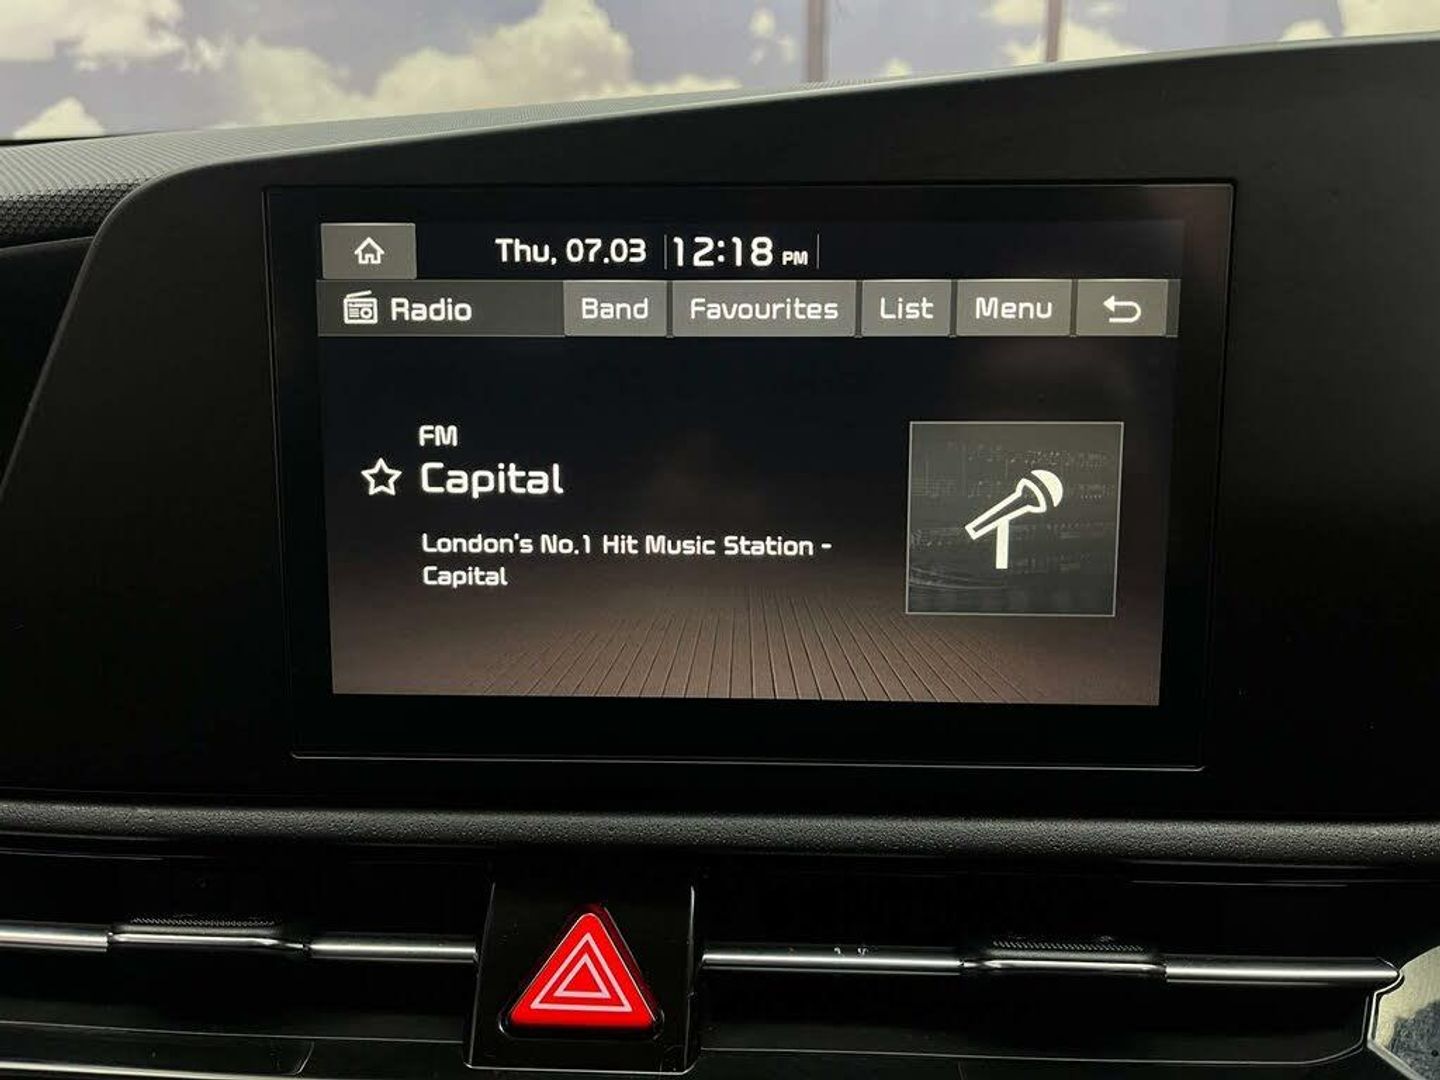 Thu, 07.03 12:18 PM
Radio Band Favourites List Menu
FM
Capital
London's No.1 Hit Music Station -
Capital